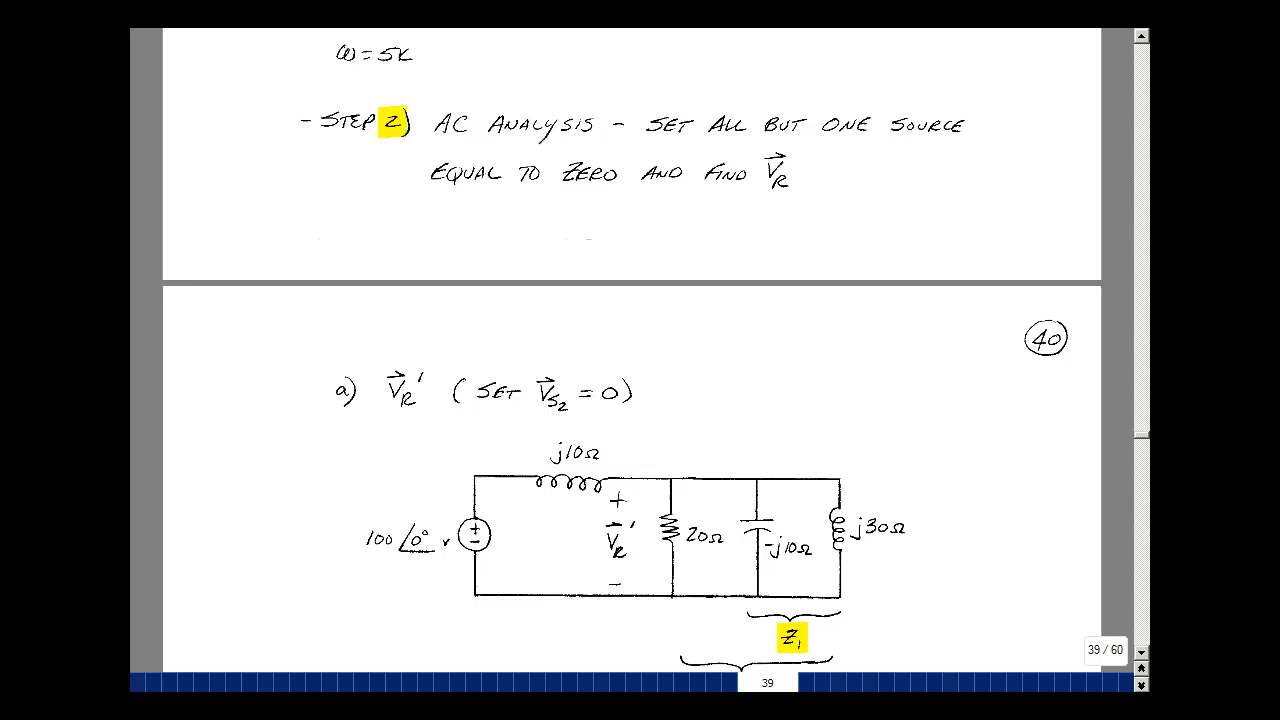 ω = 5K
- STEP 2) AC ANALYSIS - SET ALL BUT ONE SOURCE
EQUAL TO ZERO AND FIND V⃗R
40
a) V⃗R' ( SET V⃗S2 = 0 )
j10Ω
+
100 ∠0° V
+
-
V⃗R'
20Ω
-j10Ω
j30Ω
-
Z1
39 / 60
39